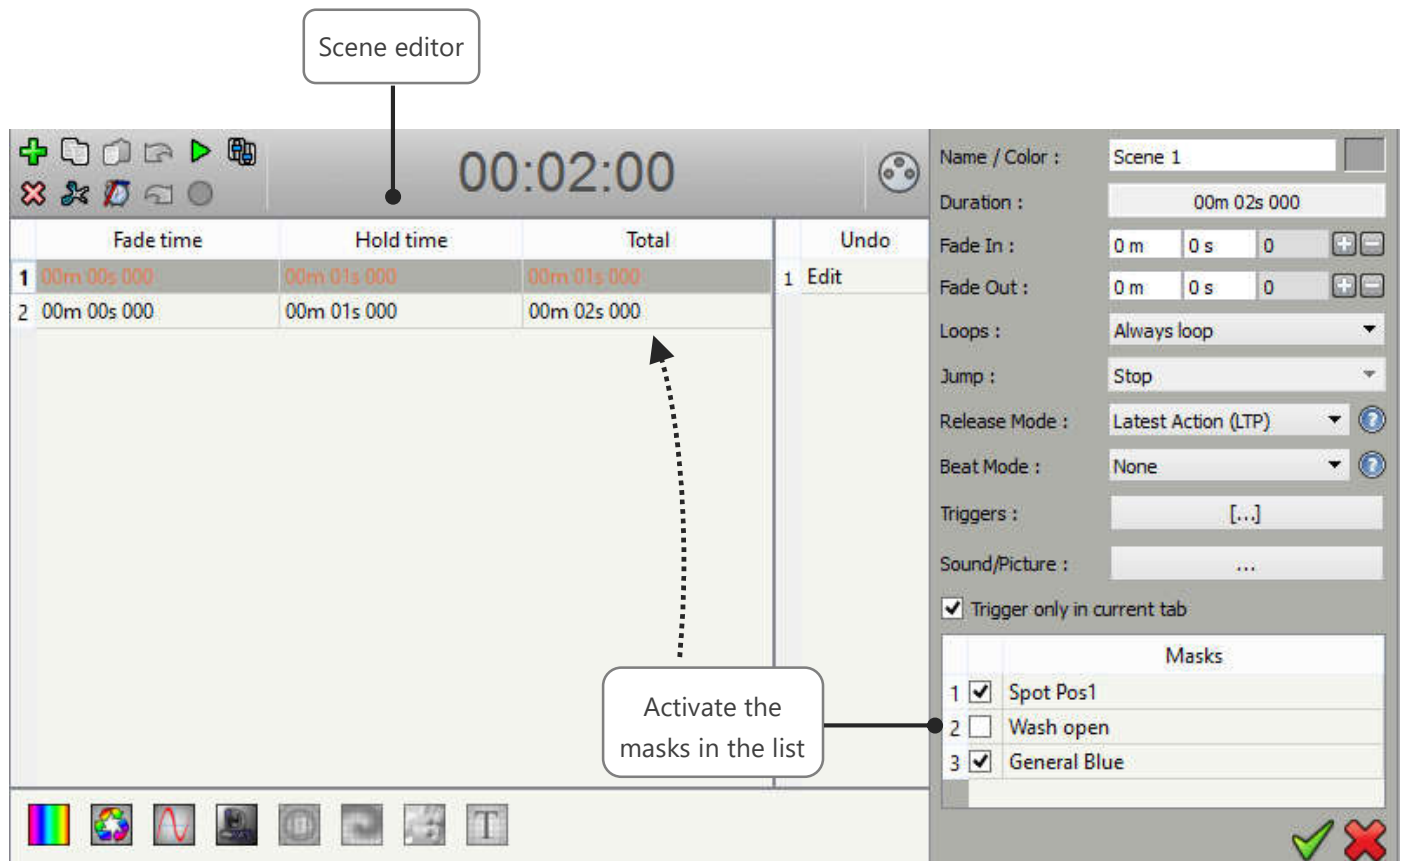 Scene editor
00:02:00
Fade time Hold time Total Undo
1 00m 00s 000 00m 01s 000 00m 01s 000 1 Edit
2 00m 00s 000 00m 01s 000 00m 02s 000
Name / Color : Scene 1
Duration : 00m 02s 000
Fade In : 0 m 0 s 0
Fade Out : 0 m 0 s 0
Loops : Always loop
Jump : Stop
Release Mode : Latest Action (LTP) ?
Beat Mode : None ?
Triggers : [...]
Sound/Picture : ...
Trigger only in current tab
Masks
1 Spot Pos1
2 Wash open
3 General Blue
Activate the
masks in the list
T